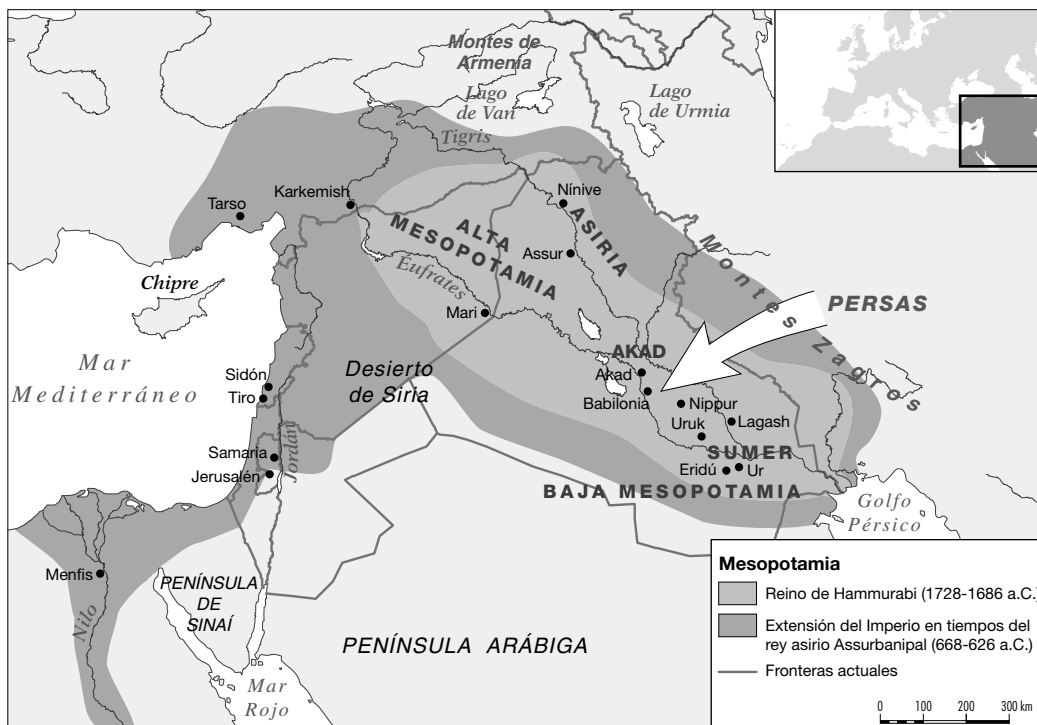 Montes de
Armenia
Lago
de Van
Lago
de Urmia
Tigris
Karkemish
Tarso
Nínive
ALTA
MESOPOTAMIA
ASIRIA
Assur
Chipre
Eufrates
Mari
Montes Zagros
PERSAS
Mar
Mediterráneo
Desierto
de Siria
AKAD
Akad
Babilonia
Nippur
Lagash
Uruk
SUMER
Eridú
Ur
BAJA MESOPOTAMIA
Sidón
Tiro
Samaria
Jordán
Jerusalén
Golfo
Pérsico
Menfis
Nilo
PENÍNSULA
DE
SINAÍ
PENÍNSULA ARÁBIGA
Mar
Rojo
Mesopotamia
Reino de Hammurabi (1728-1686 a.C.)
Extensión del Imperio en tiempos del
rey asirio Assurbanipal (668-626 a.C.)
Fronteras actuales
0 100 200 300 km